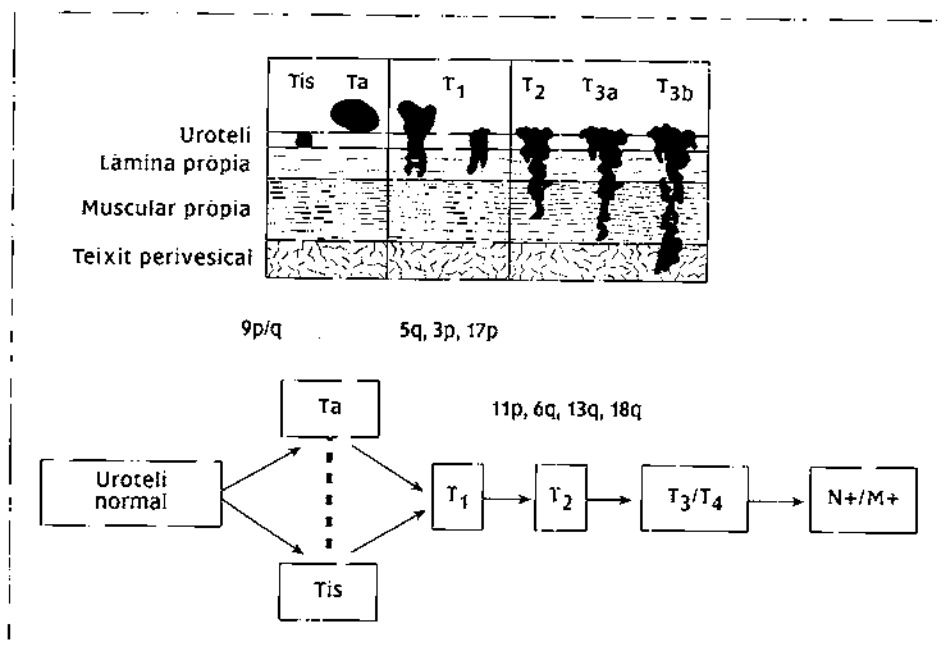 Tis Ta T1 T2 T3a T3b
Uroteli
Làmina pròpia
Muscular pròpia
Teixit perivesical
9p/q 5q, 3p, 17p
11p, 6q, 13q, 18q
Ta
Uroteli
normal
T1 T2 T3/T4 N+/M+
Tis